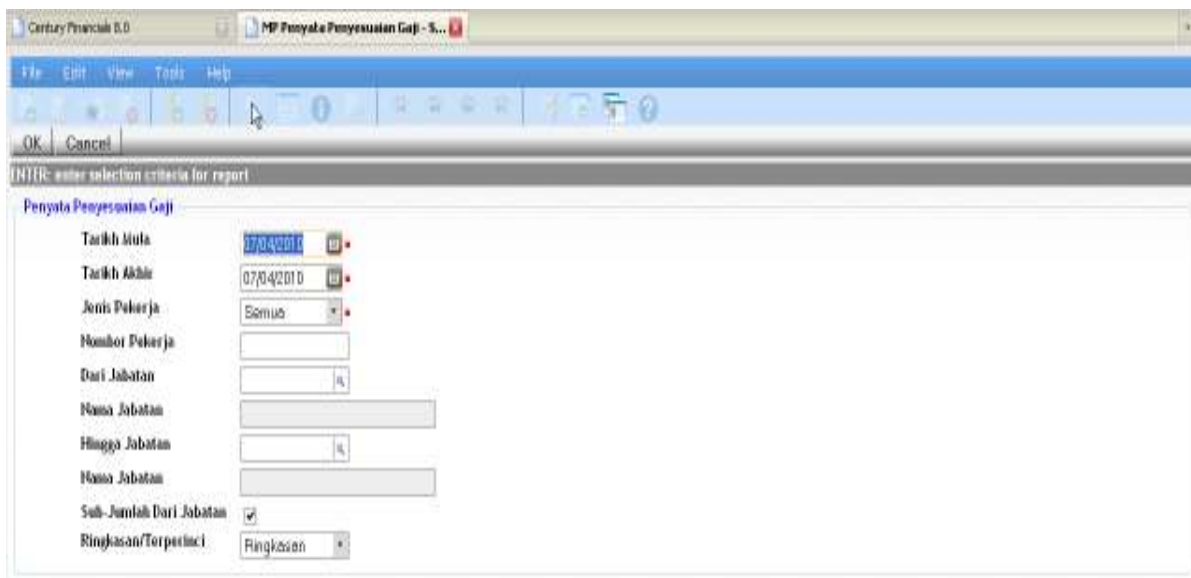 Century Financials 8.0 MP Penyata Penyesuaian Gaji - S...
File Edit View Tools Help
OK Cancel
ENTER: enter selection criteria for report
Penyata Penyesuaian Gaji
Tarikh Mula 07/04/2010
Tarikh Akhir 07/04/2010
Jenis Pekerja Semua
Nombor Pekerja
Dari Jabatan
Nama Jabatan
Hingga Jabatan
Nama Jabatan
Sub-Jumlah Dari Jabatan
Ringkasan/Terperinci Ringkasan